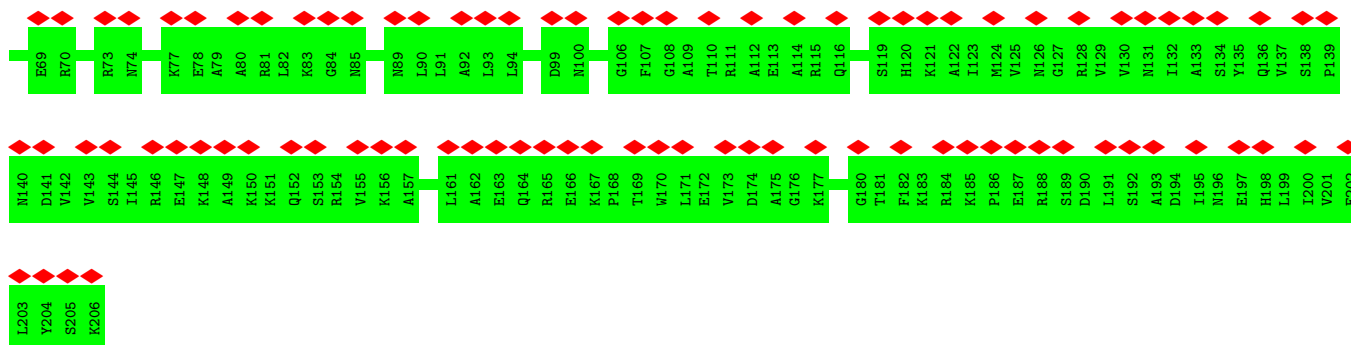 E69 R70 R73 N74 K77 E78 A79 A80 R81 L82 K83 G84 N85 N89 L90 L91 A92 L93 L94 D99 N100 G106 F107 G108 A109 T110 R111 A112 E113 A114 R115 Q116 S119 H120 K121 A122 I123 M124 V125 N126 G127 R128 V129 V130 N131 I132 A133 S134 Y135 Q136 V137 S138 P139
N140 D141 V142 V143 S144 I145 R146 E147 K148 A149 K150 K151 Q152 S153 R154 V155 K156 A157 L161 A162 E163 Q164 R165 E166 K167 P168 T169 W170 L171 E172 V173 D174 A175 G176 K177 G180 T181 F182 K183 R184 K185 P186 E187 R188 S189 D190 L191 S192 A193 D194 I195 N196 E197 H198 L199 I200 V201 E202
L203 Y204 S205 K206